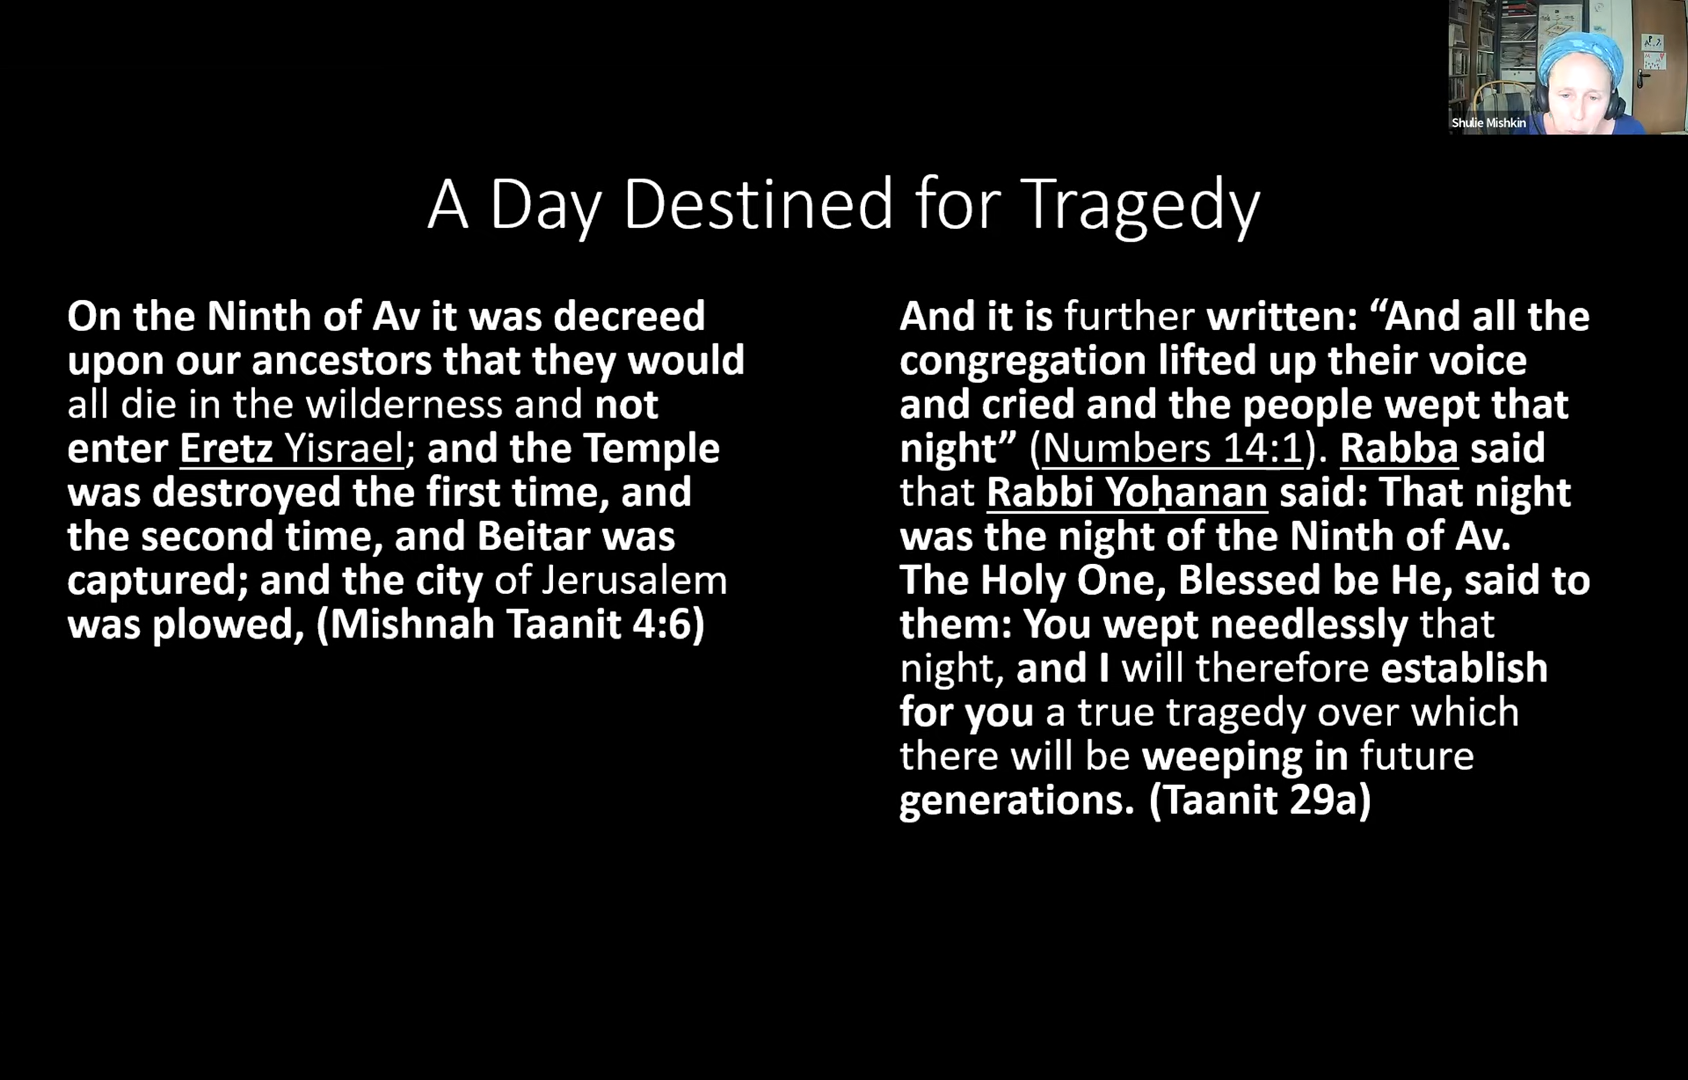 Shulie Mishkin
A Day Destined for Tragedy
On the Ninth of Av it was decreed
upon our ancestors that they would
all die in the wilderness and not
enter Eretz Yisrael; and the Temple
was destroyed the first time, and
the second time, and Beitar was
captured; and the city of Jerusalem
was plowed, (Mishnah Taanit 4:6)
And it is further written: “And all the
congregation lifted up their voice
and cried and the people wept that
night” (Numbers 14:1). Rabba said
that Rabbi Yoḥanan said: That night
was the night of the Ninth of Av.
The Holy One, Blessed be He, said to
them: You wept needlessly that
night, and I will therefore establish
for you a true tragedy over which
there will be weeping in future
generations. (Taanit 29a)